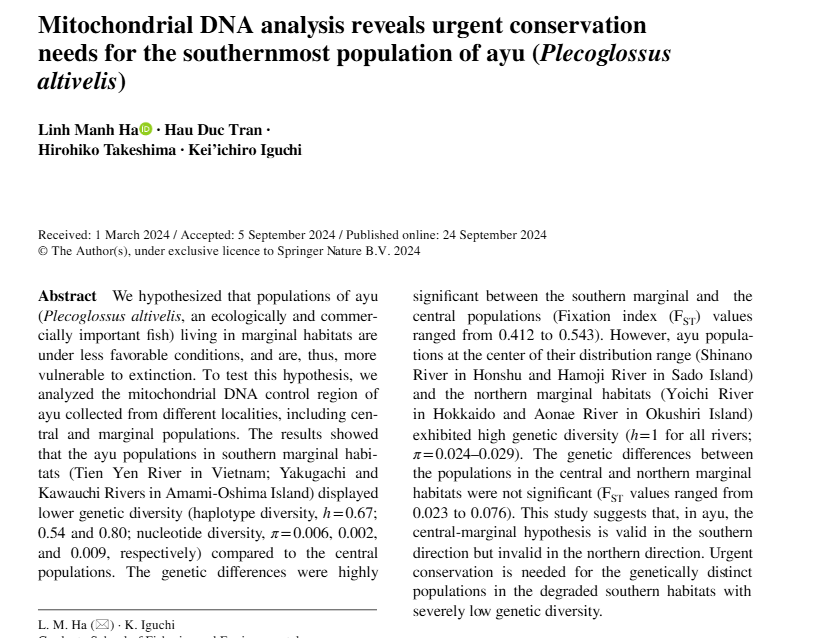 Mitochondrial DNA analysis reveals urgent conservation
needs for the southernmost population of ayu (Plecoglossus
altivelis)
Linh Manh Ha iD · Hau Duc Tran ·
Hirohiko Takeshima · Kei'ichiro Iguchi
Received: 1 March 2024 / Accepted: 5 September 2024 / Published online: 24 September 2024
© The Author(s), under exclusive licence to Springer Nature B.V. 2024
Abstract We hypothesized that populations of ayu
(Plecoglossus altivelis, an ecologically and commer-
cially important fish) living in marginal habitats are
under less favorable conditions, and are, thus, more
vulnerable to extinction. To test this hypothesis, we
analyzed the mitochondrial DNA control region of
ayu collected from different localities, including cen-
tral and marginal populations. The results showed
that the ayu populations in southern marginal habi-
tats (Tien Yen River in Vietnam; Yakugachi and
Kawauchi Rivers in Amami-Oshima Island) displayed
lower genetic diversity (haplotype diversity, h=0.67;
0.54 and 0.80; nucleotide diversity, π=0.006, 0.002,
and 0.009, respectively) compared to the central
populations. The genetic differences were highly
significant between the southern marginal and the
central populations (Fixation index (FST) values
ranged from 0.412 to 0.543). However, ayu popula-
tions at the center of their distribution range (Shinano
River in Honshu and Hamoji River in Sado Island)
and the northern marginal habitats (Yoichi River
in Hokkaido and Aonae River in Okushiri Island)
exhibited high genetic diversity (h=1 for all rivers;
π=0.024–0.029). The genetic differences between
the populations in the central and northern marginal
habitats were not significant (FST values ranged from
0.023 to 0.076). This study suggests that, in ayu, the
central-marginal hypothesis is valid in the southern
direction but invalid in the northern direction. Urgent
conservation is needed for the genetically distinct
populations in the degraded southern habitats with
severely low genetic diversity.
L. M. Ha (✉) · K. Iguchi